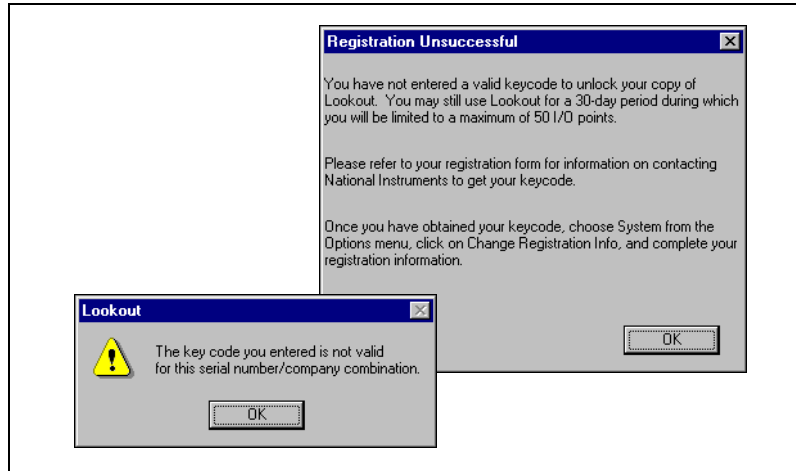 Registration Unsuccessful
You have not entered a valid keycode to unlock your copy of
Lookout. You may still use Lookout for a 30-day period during which
you will be limited to a maximum of 50 I/O points.
Please refer to your registration form for information on contacting
National Instruments to get your keycode.
Once you have obtained your keycode, choose System from the
Options menu, click on Change Registration Info, and complete your
registration information.
OK
Lookout
The key code you entered is not valid
for this serial number/company combination.
OK